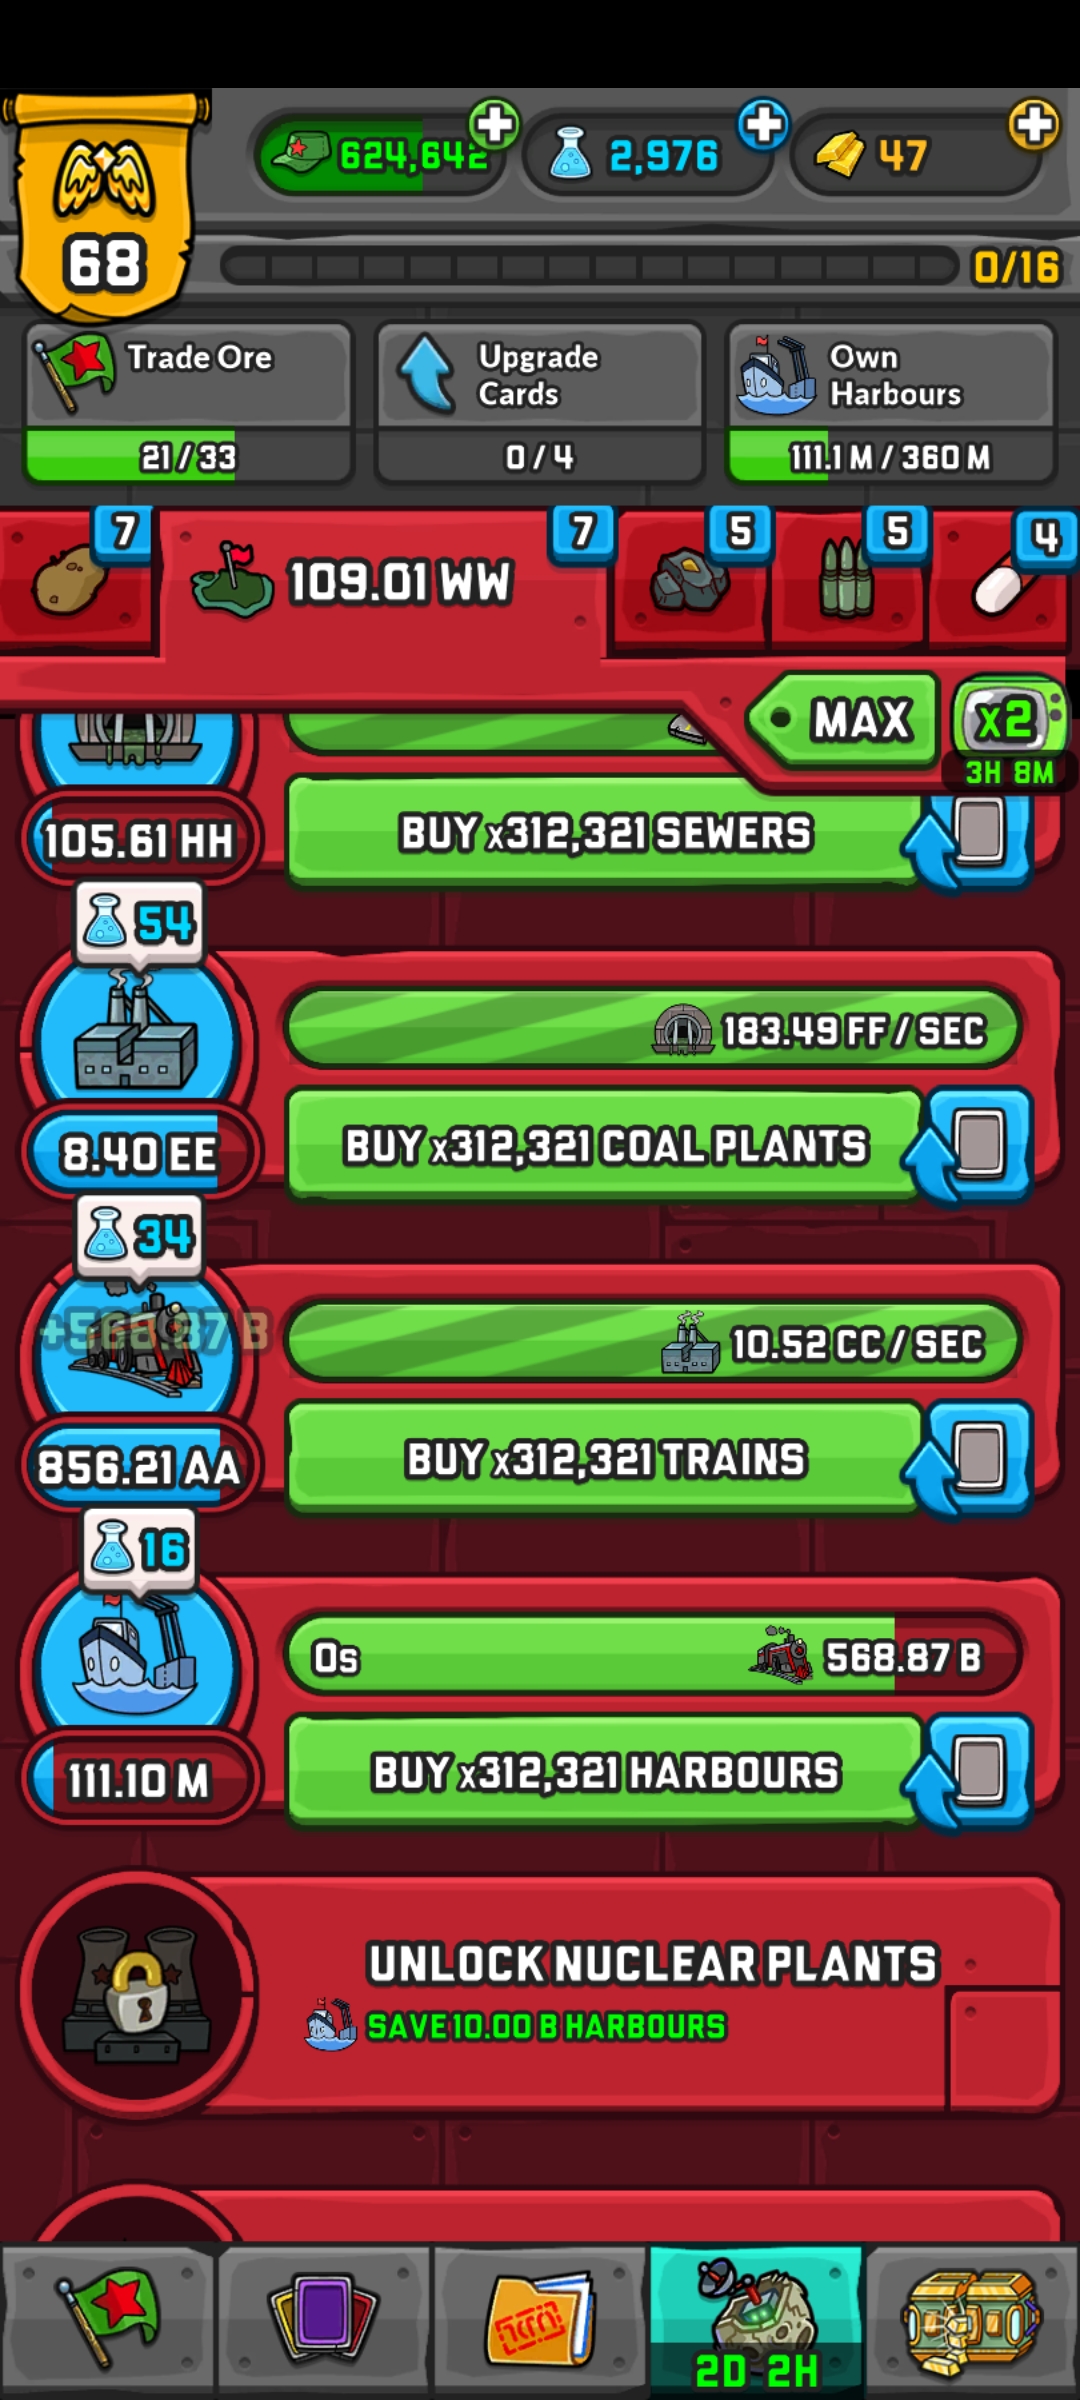 624,642
2,976
47
68
0/16
Trade Ore
21/33
Upgrade
Cards
0/4
Own
Harbours
111.1 M / 360 M
7
109.01 WW
7
5
5
4
MAX
x2
3H 8M
105.61 HH
BUY x312,321 SEWERS
54
183.49 FF / SEC
8.40 EE
BUY x312,321 COAL PLANTS
34
+568.87 B
10.52 CC / SEC
856.21 AA
BUY x312,321 TRAINS
16
0s
568.87 B
111.10 M
BUY x312,321 HARBOURS
UNLOCK NUCLEAR PLANTS
SAVE 10.00 B HARBOURS
2D 2H